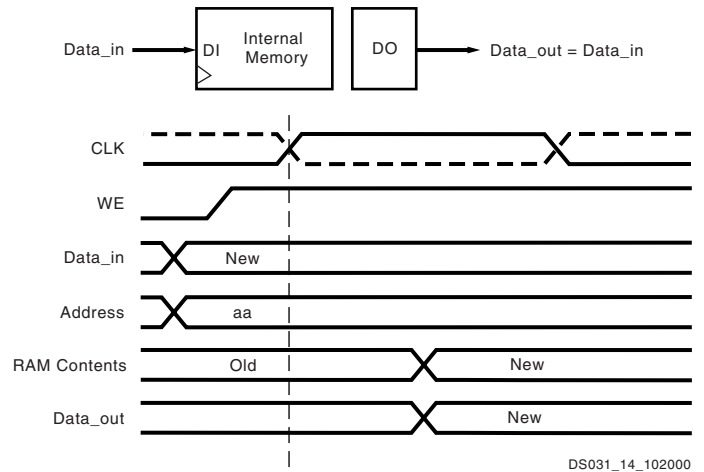 Data_in
DI
Internal
Memory
DO
Data_out = Data_in
CLK
WE
Data_in
New
Address
aa
RAM Contents
Old
New
Data_out
New
DS031_14_102000